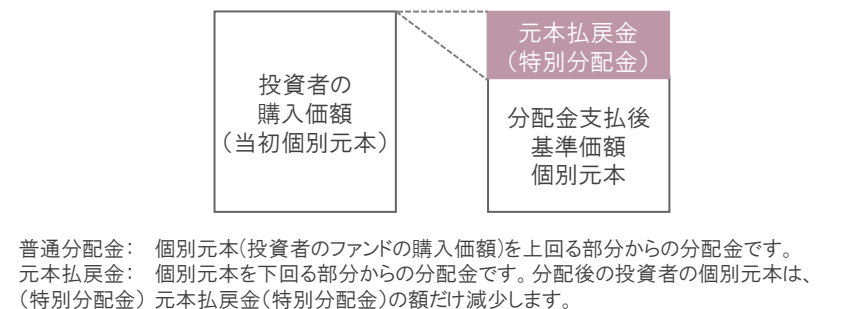 投資者の
購入価額
（当初個別元本）
元本払戻金
（特別分配金）
分配金支払後
基準価額
個別元本
普通分配金： 個別元本(投資者のファンドの購入価額)を上回る部分からの分配金です。
元本払戻金： 個別元本を下回る部分からの分配金です。分配後の投資者の個別元本は、
（特別分配金） 元本払戻金（特別分配金）の額だけ減少します。